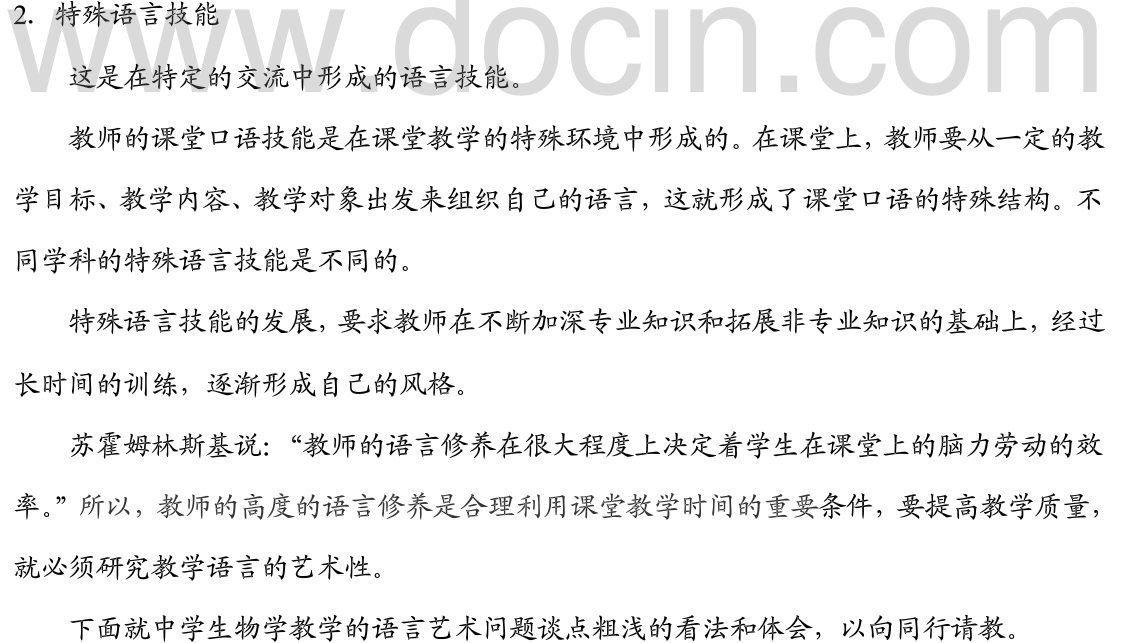 www.docin.com
2. 特殊语言技能
这是在特定的交流中形成的语言技能。
教师的课堂口语技能是在课堂教学的特殊环境中形成的。在课堂上，教师要从一定的教
学目标、教学内容、教学对象出发来组织自己的语言，这就形成了课堂口语的特殊结构。不
同学科的特殊语言技能是不同的。
特殊语言技能的发展，要求教师在不断加深专业知识和拓展非专业知识的基础上，经过
长时间的训练，逐渐形成自己的风格。
苏霍姆林斯基说：“教师的语言修养在很大程度上决定着学生在课堂上的脑力劳动的效
率。”所以，教师的高度的语言修养是合理利用课堂教学时间的重要条件，要提高教学质量，
就必须研究教学语言的艺术性。
下面就中学生物学教学的语言艺术问题谈点粗浅的看法和体会，以向同行请教。